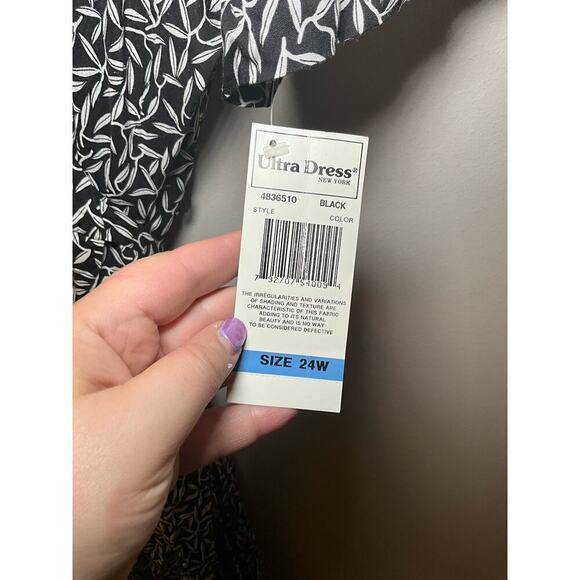 Ultra Dress®
NEW YORK
4836510 BLACK
STYLE COLOR
THE IRREGULARITIES AND VARIATIONS
OF SHADING AND TEXTURE ARE
CHARACTERISTIC OF THIS FABRIC
ADDING TO ITS NATURAL
BEAUTY AND IS NO WAY
TO BE CONSIDERED DEFECTIVE
SIZE 24W